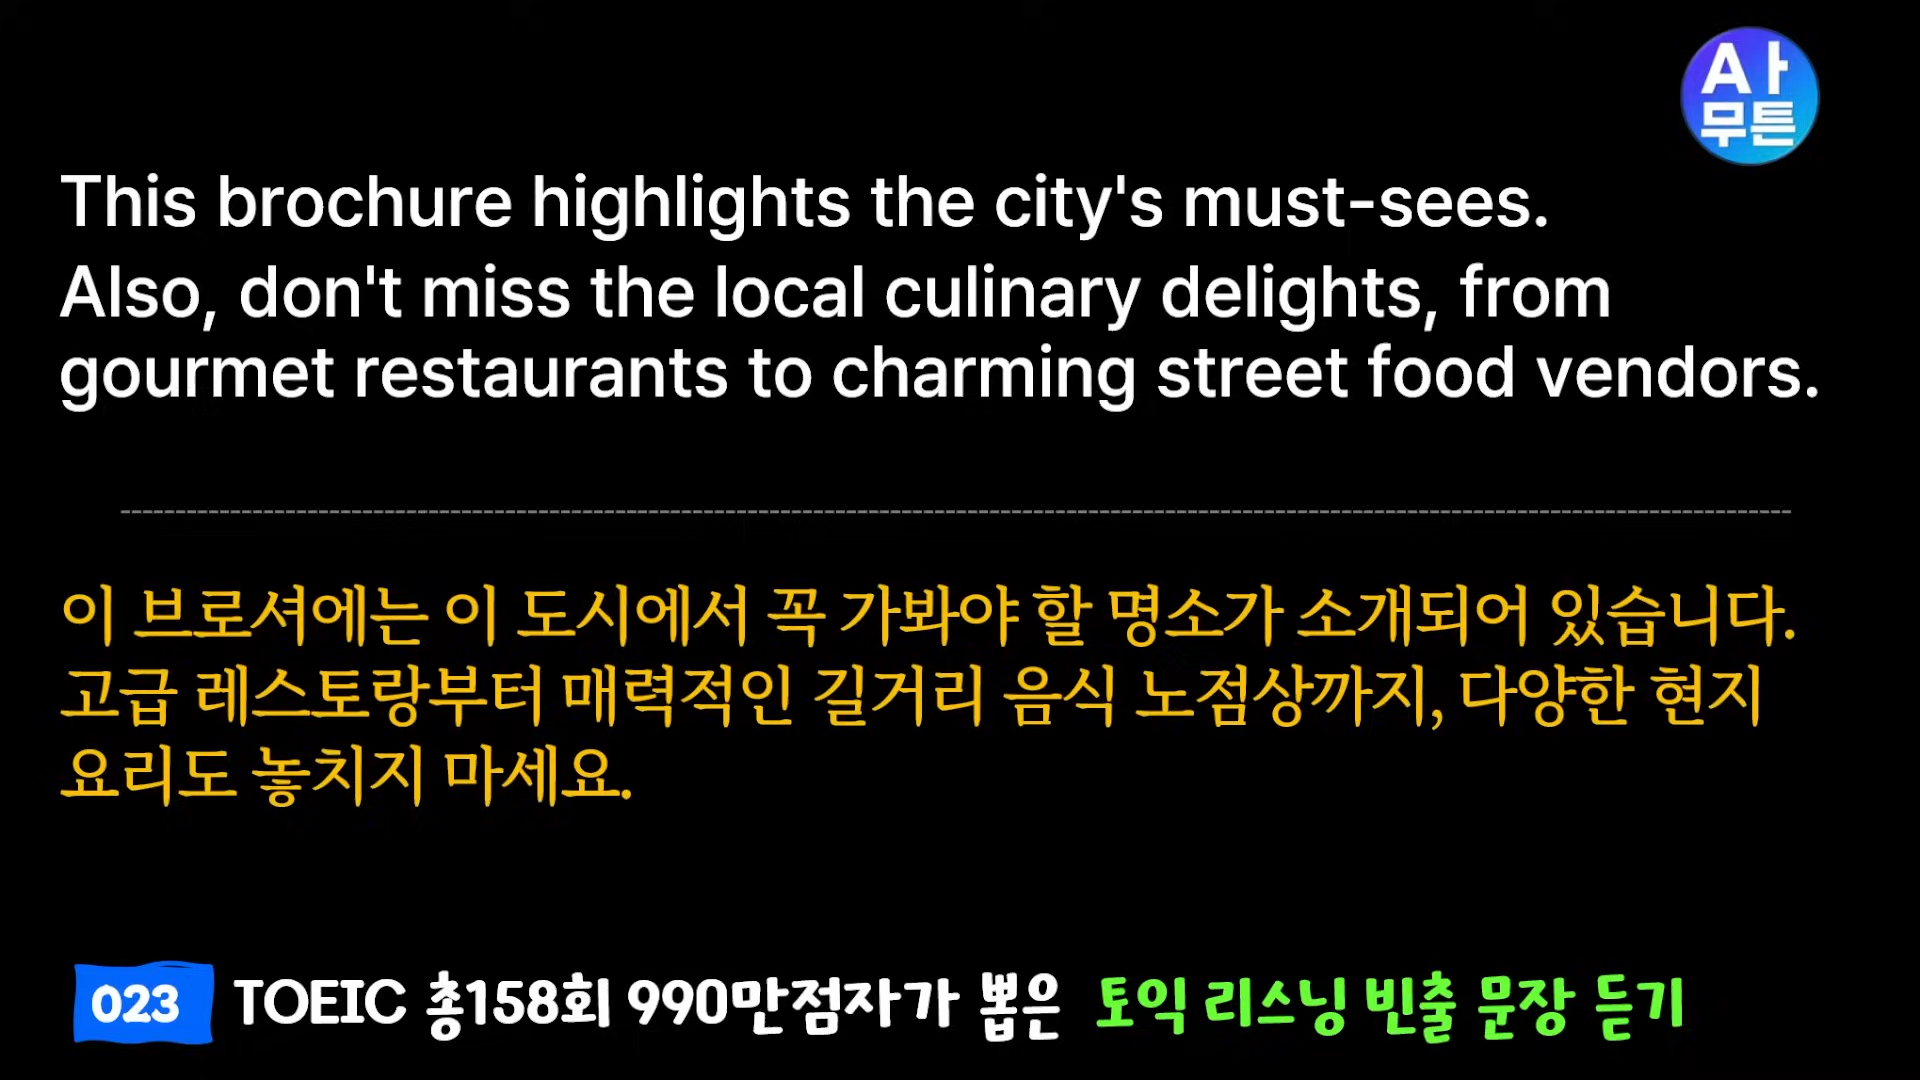 A사
무튼
This brochure highlights the city's must-sees.
Also, don't miss the local culinary delights, from
gourmet restaurants to charming street food vendors.
이 브로셔에는 이 도시에서 꼭 가봐야 할 명소가 소개되어 있습니다.
고급 레스토랑부터 매력적인 길거리 음식 노점상까지, 다양한 현지
요리도 놓치지 마세요.
023 TOEIC 총158회 990만점자가 뽑은 토익 리스닝 빈출 문장 듣기